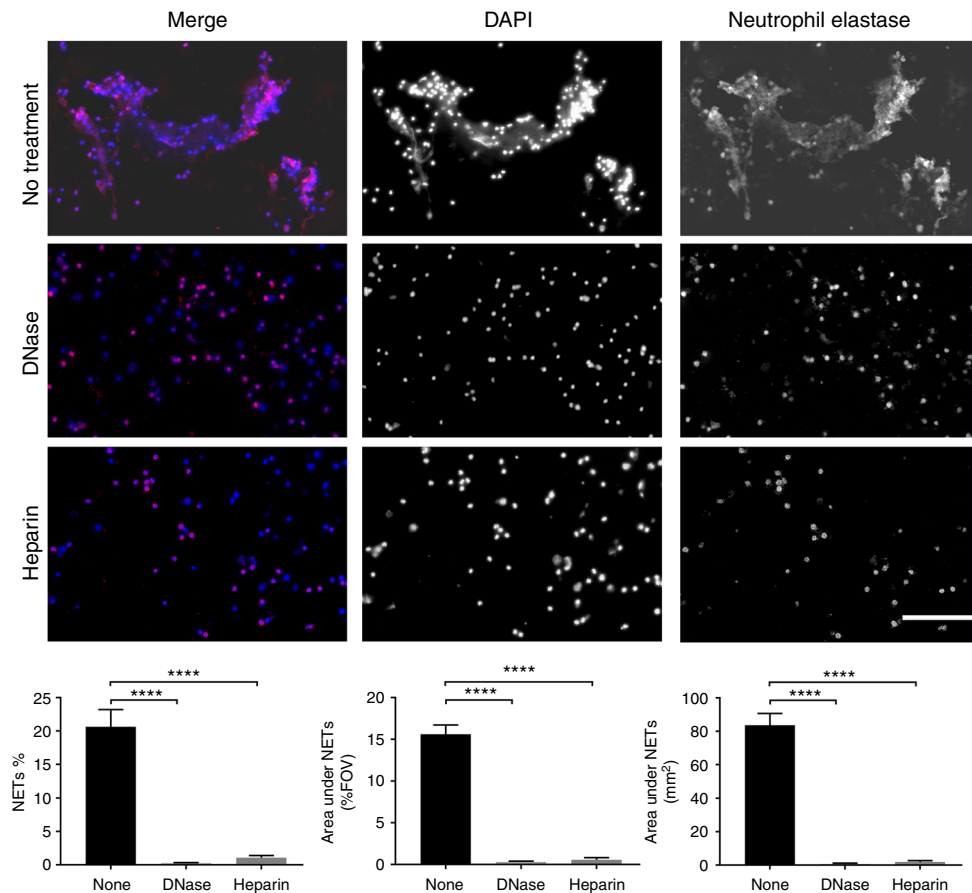 Merge DAPI Neutrophil elastase
No treatment
DNase
Heparin
NETs %
25
20
15
10
5
0
****
****
None DNase Heparin
Area under NETs
(%FOV)
20
15
10
5
0
****
****
None DNase Heparin
Area under NETs
(mm²)
100
80
60
40
20
0
****
****
None DNase Heparin